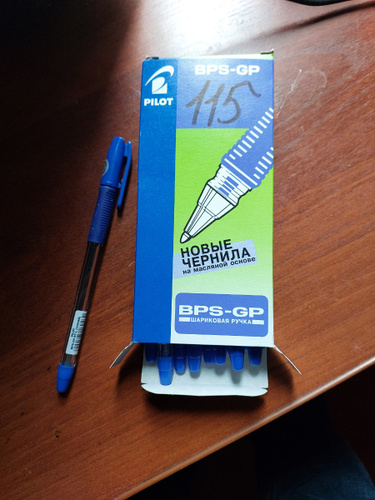 PILOT
BPS-GP
115
НОВЫЕ
ЧЕРНИЛА
на масляной основе
BPS-GP
ШАРИКОВАЯ РУЧКА